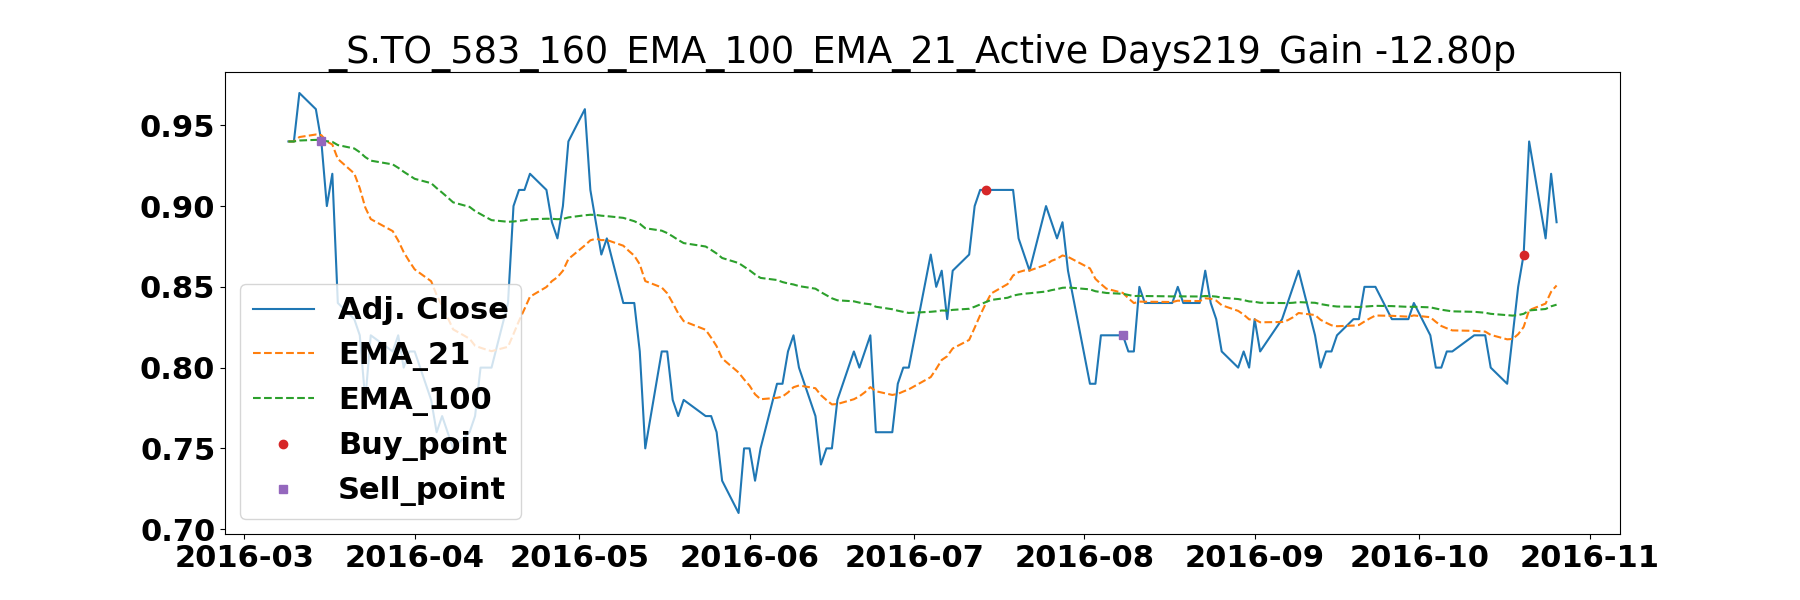 _S.TO_583_160_EMA_100_EMA_21_Active Days219_Gain -12.80p
0.95
0.90
0.85
0.80
0.75
0.70
Adj. Close
EMA_21
EMA_100
Buy_point
Sell_point
2016-03 2016-04 2016-05 2016-06 2016-07 2016-08 2016-09 2016-10 2016-11